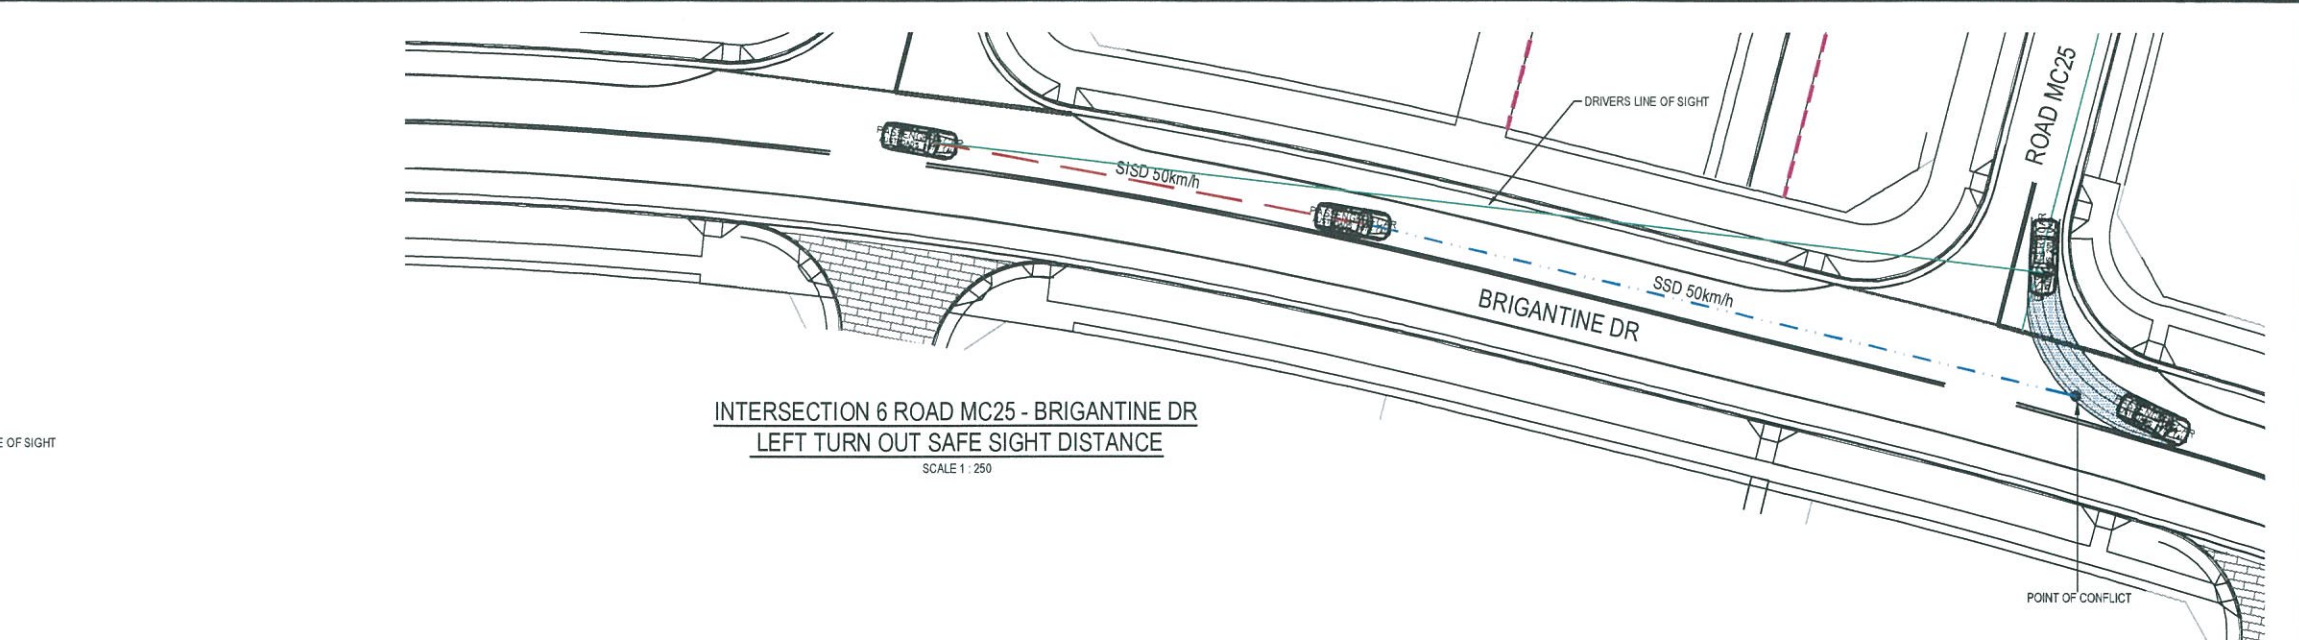 DRIVERS LINE OF SIGHT
ROAD MC25
SISD 50km/h
SSD 50km/h
BRIGANTINE DR
INTERSECTION 6 ROAD MC25 - BRIGANTINE DR
LEFT TURN OUT SAFE SIGHT DISTANCE
SCALE 1 : 250
E OF SIGHT
POINT OF CONFLICT